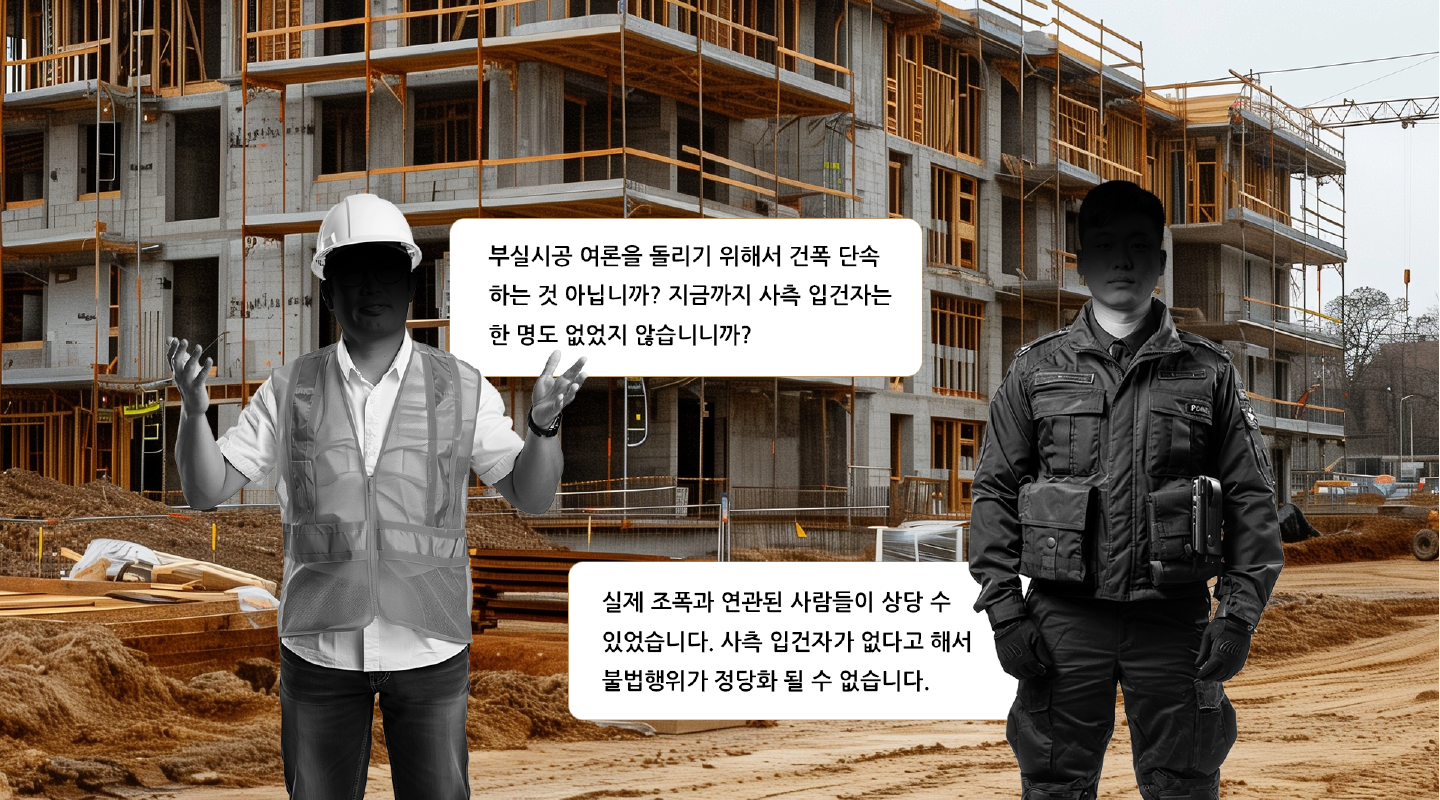 부실시공 여론을 돌리기 위해서 건폭 단속
하는 것 아닙니까? 지금까지 사측 입건자는
한 명도 없었지 않습니니까?
실제 조폭과 연관된 사람들이 상당 수
있었습니다. 사측 입건자가 없다고 해서
불법행위가 정당화 될 수 없습니다.